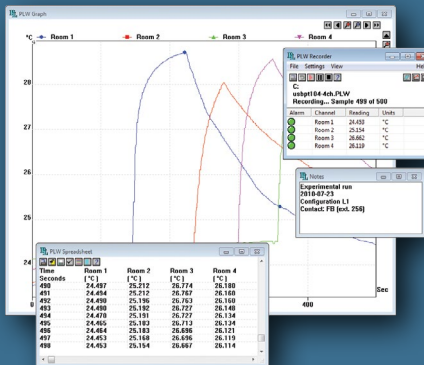 PLW Graph
°C
Room 1
Room 2
Room 3
Room 4
28
27
26
25
24
400
Sec
PLW Recorder
File Settings View
Hel
C:
usbpt104-4ch.PLW
Recording... Sample 499 of 500
Alarm Channel Reading Units
Room 1 24.453 °C
Room 2 25.154 °C
Room 3 26.662 °C
Room 4 26.119 °C
Notes
Experimental run
2010-07-23
Configuration L1
Contact: FB (ext. 256)
PLW Spreadsheet
Time Room 1 Room 2 Room 3 Room 4
Seconds (°C) (°C) (°C) (°C)
490 24.497 25.212 26.774 26.180
491 24.494 25.212 26.767 26.160
492 24.490 25.196 26.763 26.160
493 24.490 25.192 26.727 26.148
494 24.470 25.191 26.727 26.134
495 24.465 25.183 26.713 26.134
496 24.464 25.183 26.696 26.121
497 24.453 25.168 26.696 26.119
498 24.453 25.154 26.667 26.114